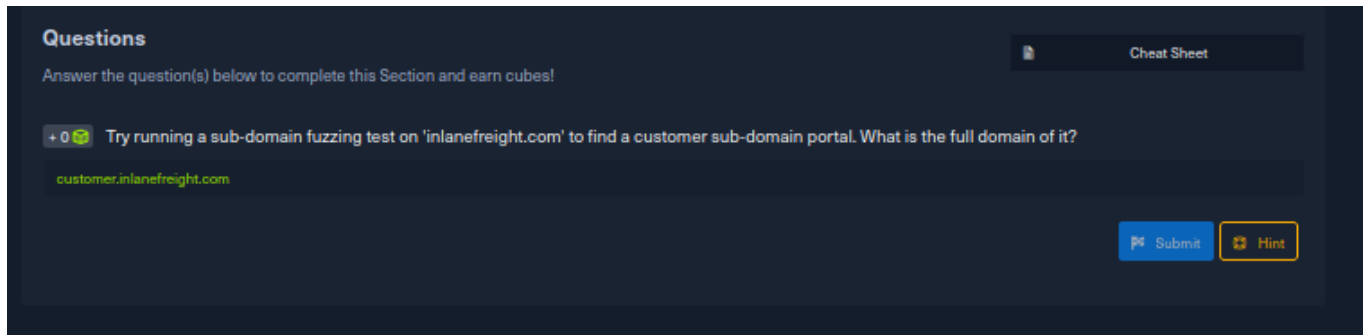 Questions
Cheat Sheet
Answer the question(s) below to complete this Section and earn cubes!
+ 0 Try running a sub-domain fuzzing test on 'inlanefreight.com' to find a customer sub-domain portal. What is the full domain of it?
customer.inlanefreight.com
Submit
Hint